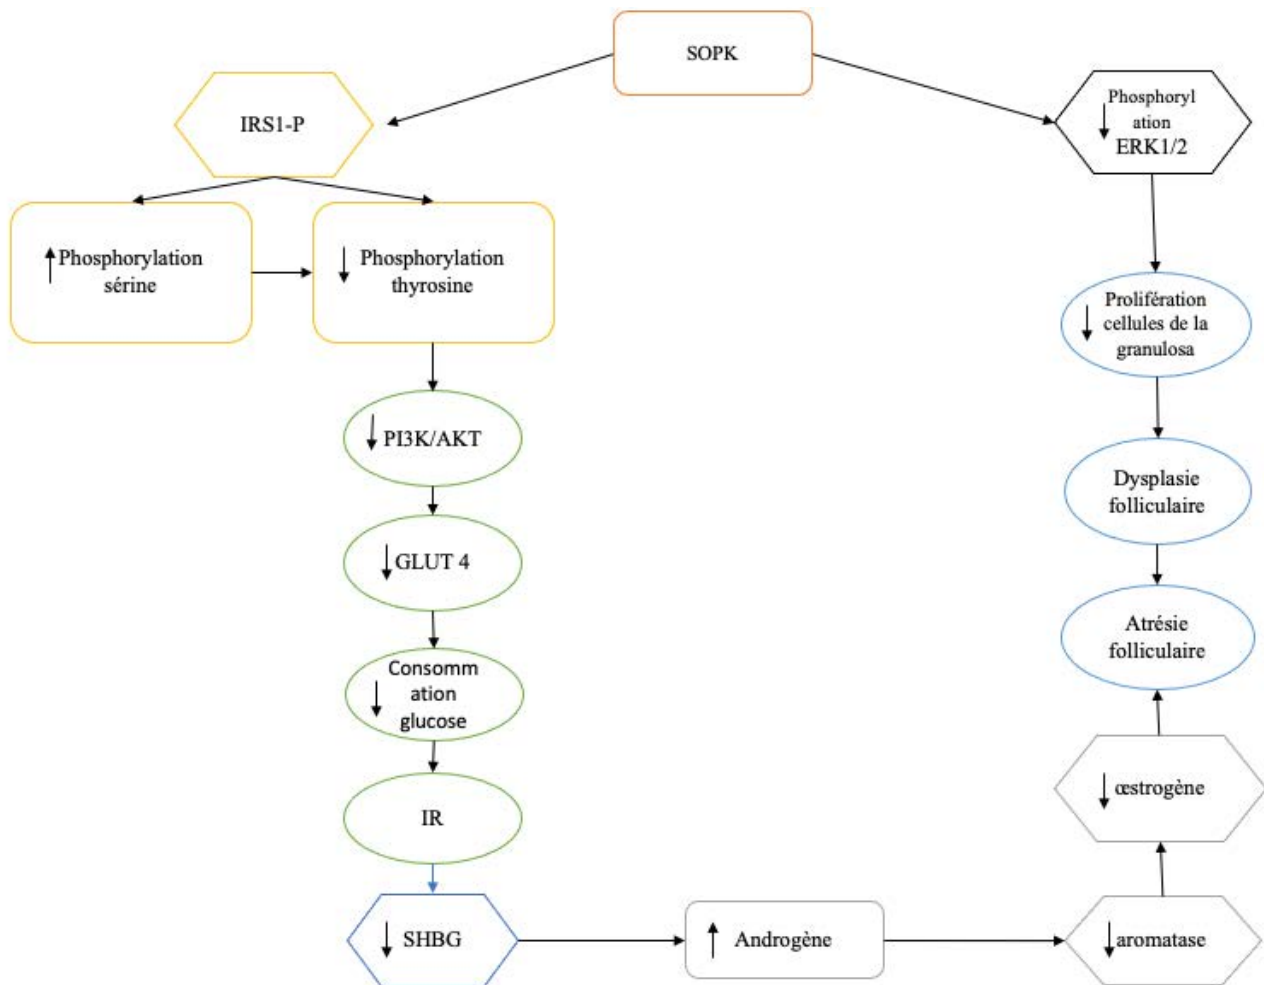 SOPK
IRS1-P
↓ Phosphoryl
ation
ERK1/2
↑ Phosphorylation
sérine
↓ Phosphorylation
thyrosine
↓ Prolifération
cellules de la
granulosa
↓ PI3K/AKT
Dysplasie
folliculaire
↓ GLUT 4
Atrésie
folliculaire
↓ Consomm
ation
glucose
↓ œstrogène
IR
↓ SHBG
↑ Androgène
↓ aromatase